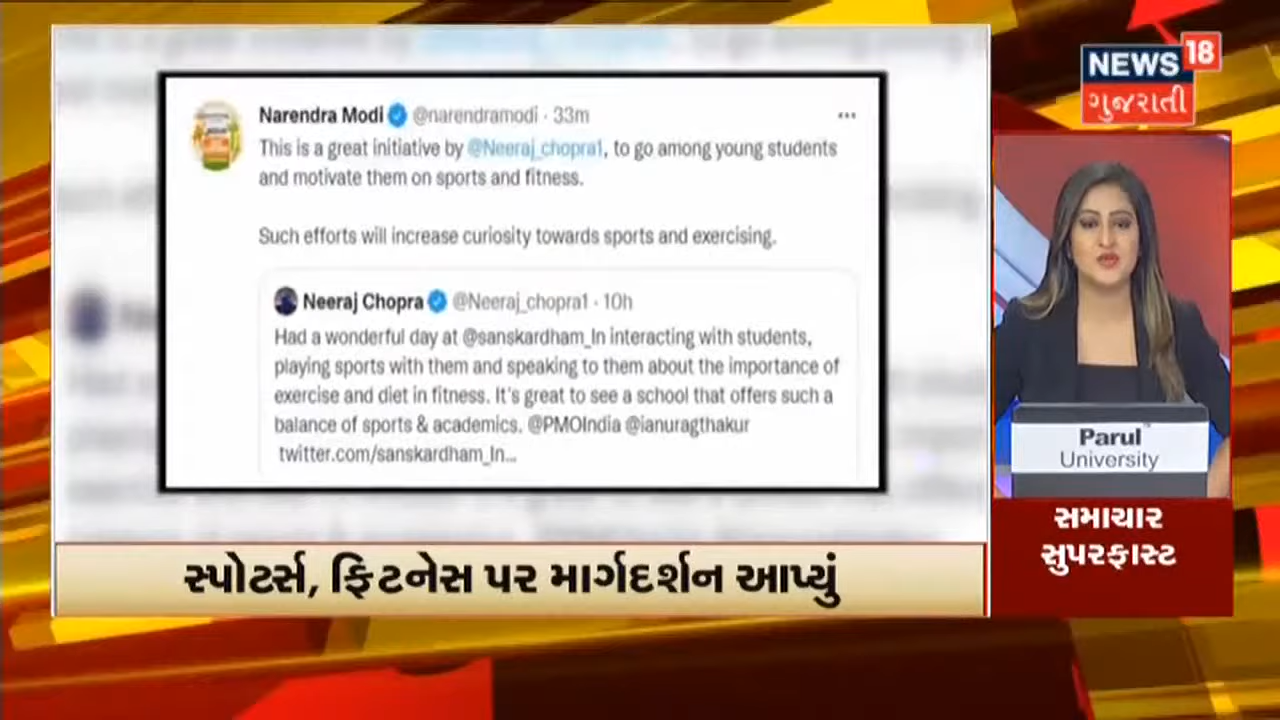 Narendra Modi @narendramodi · 33m
This is a great initiative by @Neeraj_chopra1, to go among young students
and motivate them on sports and fitness.
Such efforts will increase curiosity towards sports and exercising.
Neeraj Chopra @Neeraj_chopra1 · 10h
Had a wonderful day at @sanskardham_In interacting with students,
playing sports with them and speaking to them about the importance of
exercise and diet in fitness. It's great to see a school that offers such a
balance of sports & academics. @PMOIndia @ianuragthakur
twitter.com/sanskardham_In...
સ્પોટર્સ, ફિટનેસ પર માર્ગદર્શન આપ્યું
NEWS 18
ગુજરાતી
Parul
University
સમાચાર
સુપરફાસ્ટ